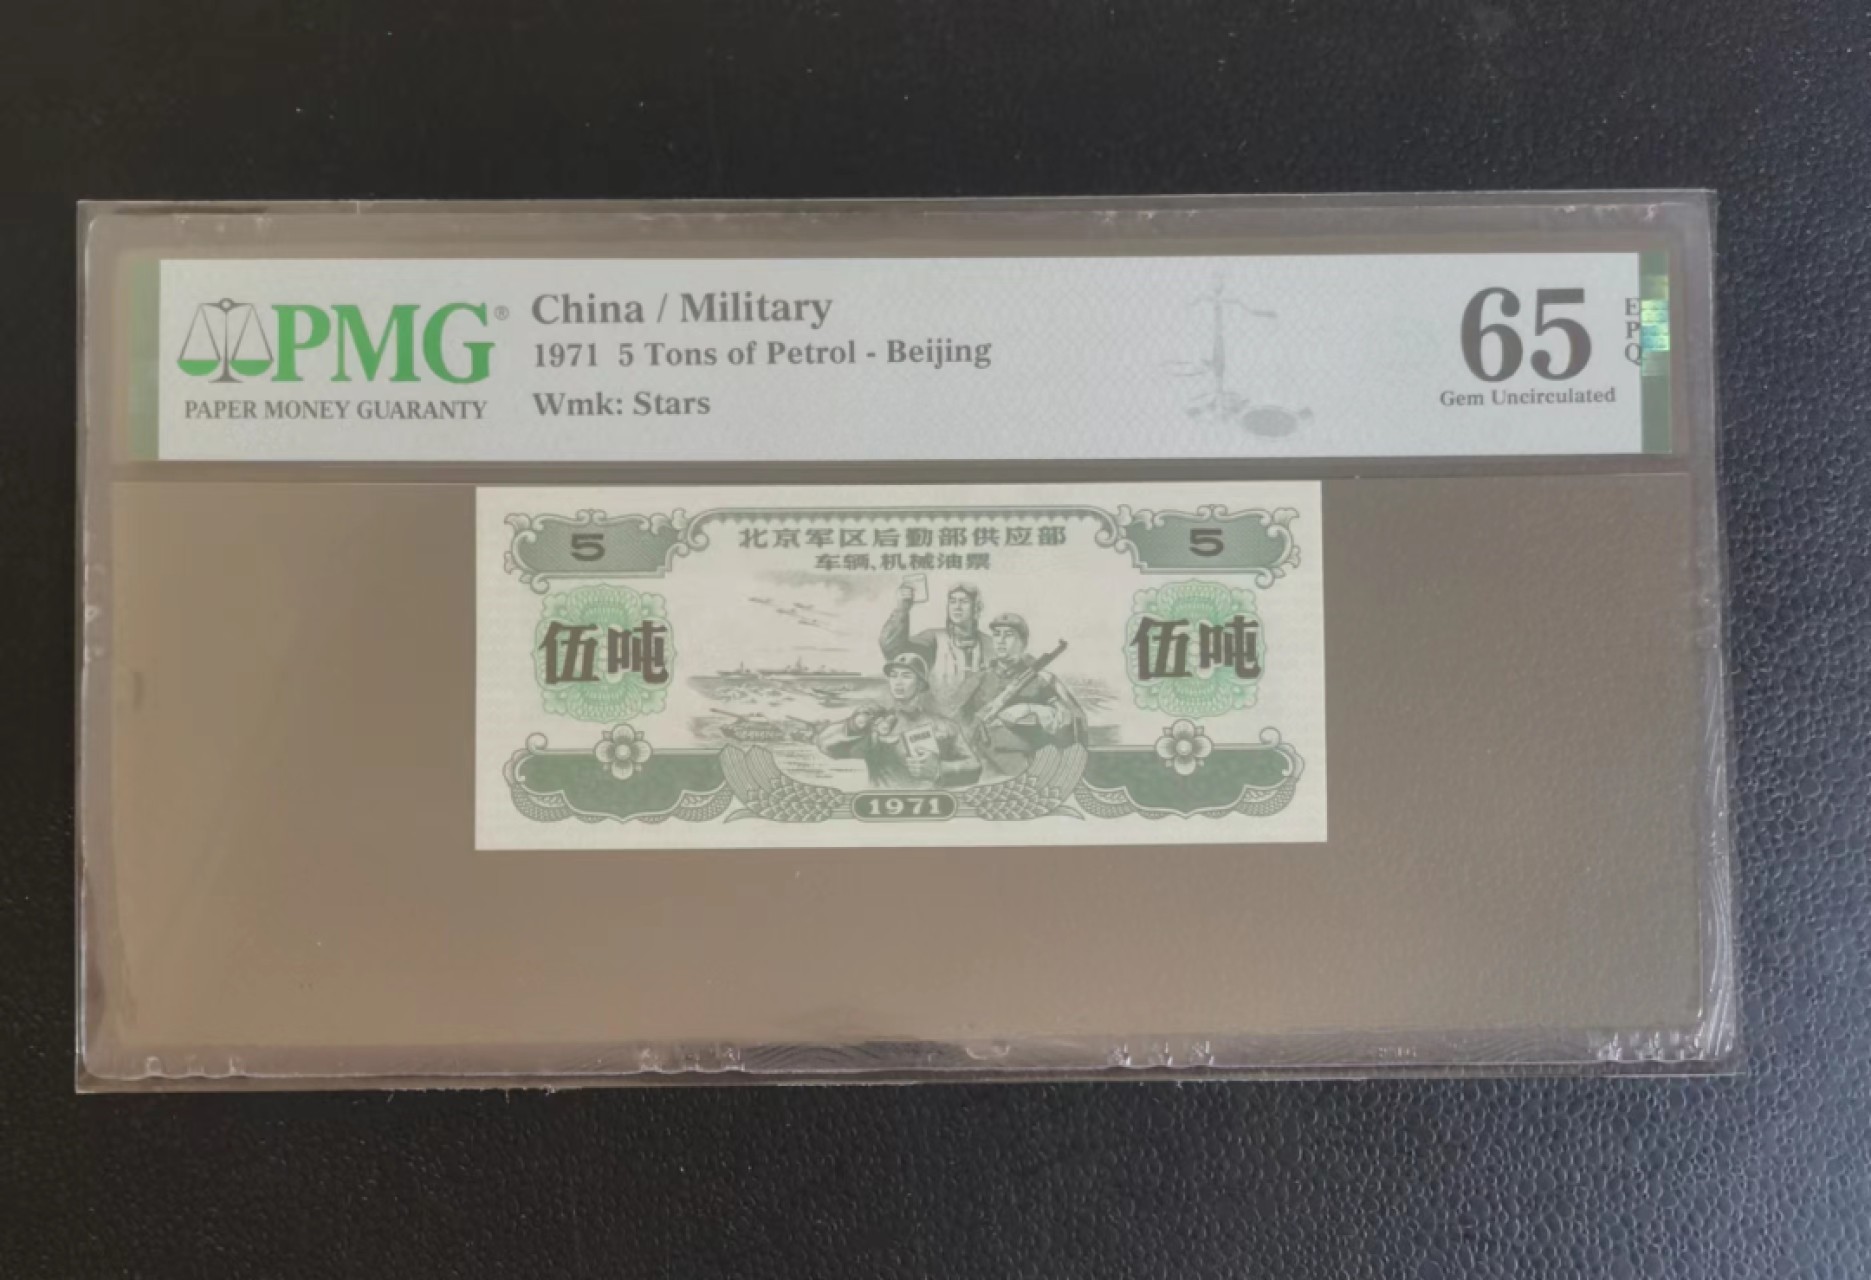 PMG®
PAPER MONEY GUARANTY
China / Military
1971 5 Tons of Petrol - Beijing
Wmk: Stars
65
EPQ
Gem Uncirculated
5
北京军区后勤部供应部
5
车辆、机械油票
伍吨
伍吨
1971